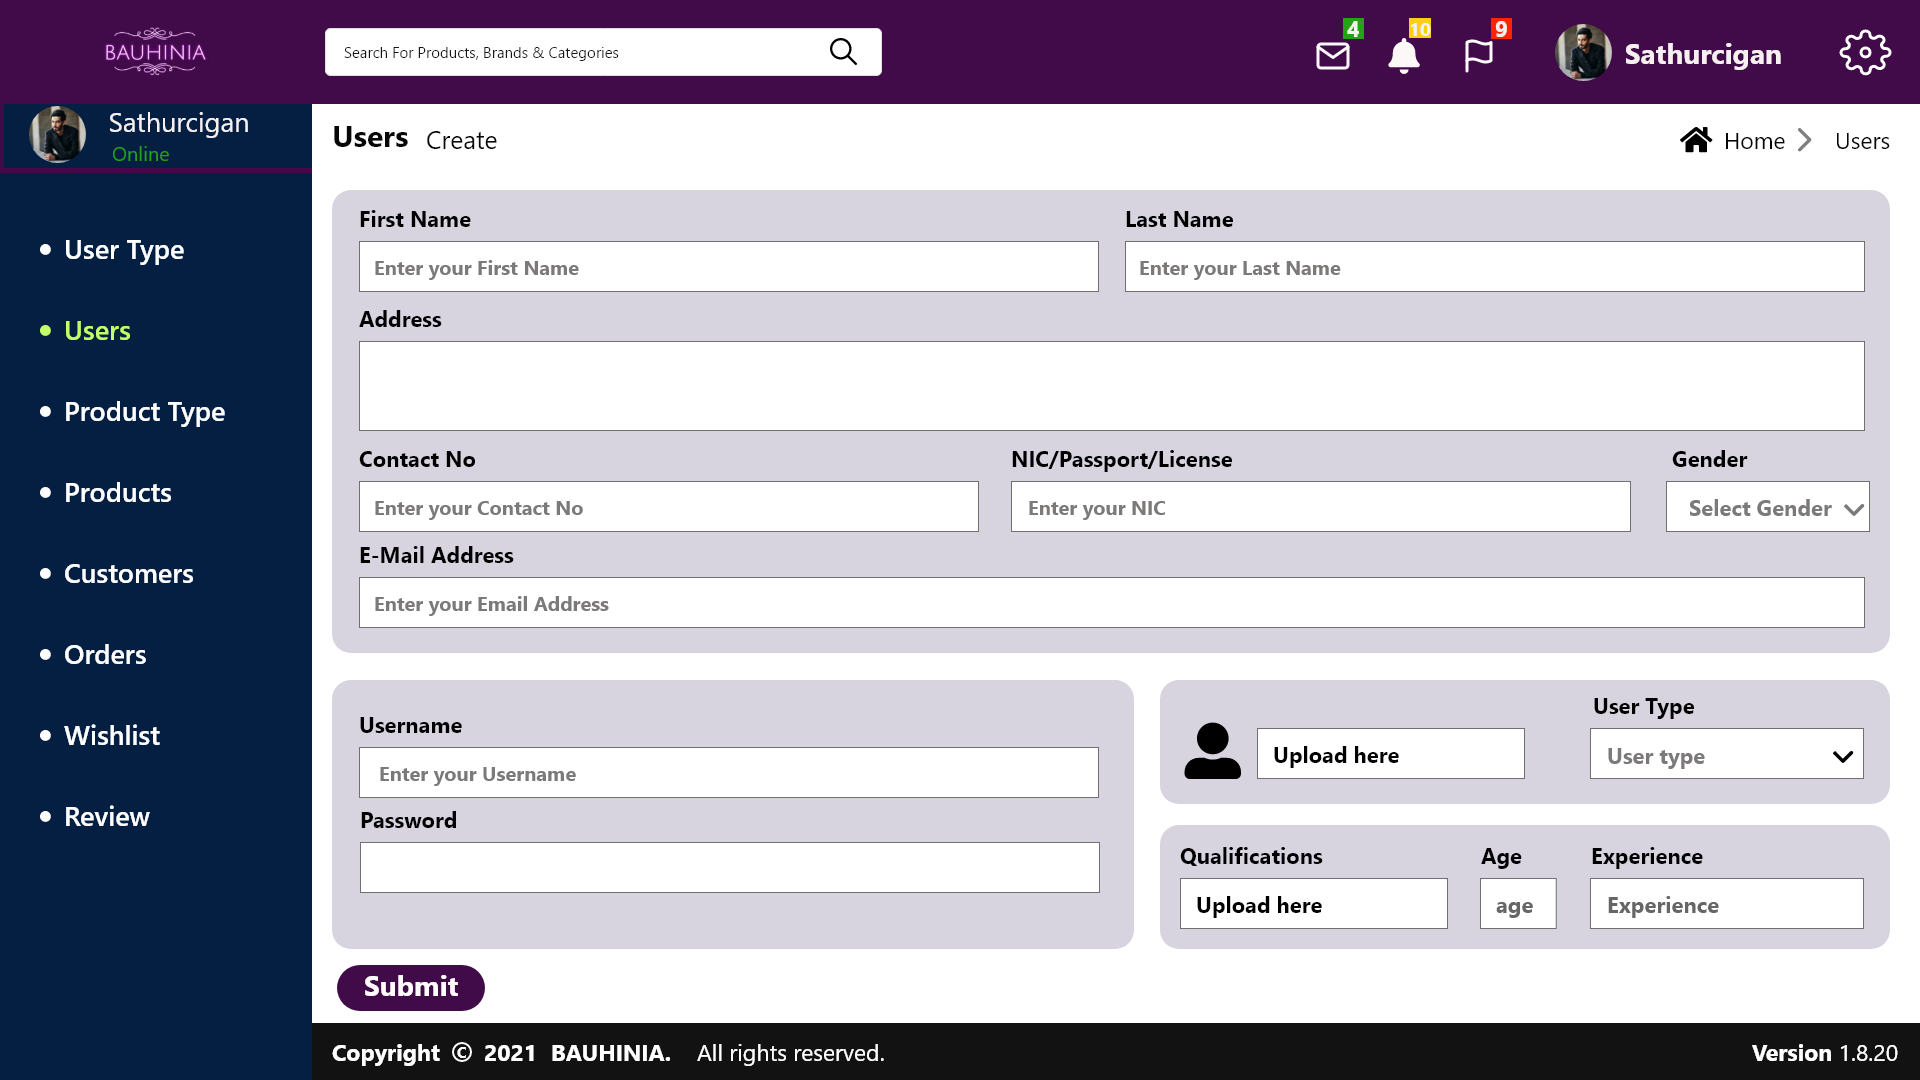 BAUHINIA
Search For Products, Brands & Categories
4
10
9
Sathurcigan
Sathurcigan
Online
Users Create
Home Users
User Type
Users
Product Type
Products
Customers
Orders
Wishlist
Review
First Name Last Name
Enter your First Name Enter your Last Name
Address
Contact No NIC/Passport/License Gender
Enter your Contact No Enter your NIC Select Gender
E-Mail Address
Enter your Email Address
Username
Enter your Username
Password
User Type
Upload here User type
Qualifications Age Experience
Upload here age Experience
Submit
Copyright © 2021 BAUHINIA. All rights reserved. Version 1.8.20